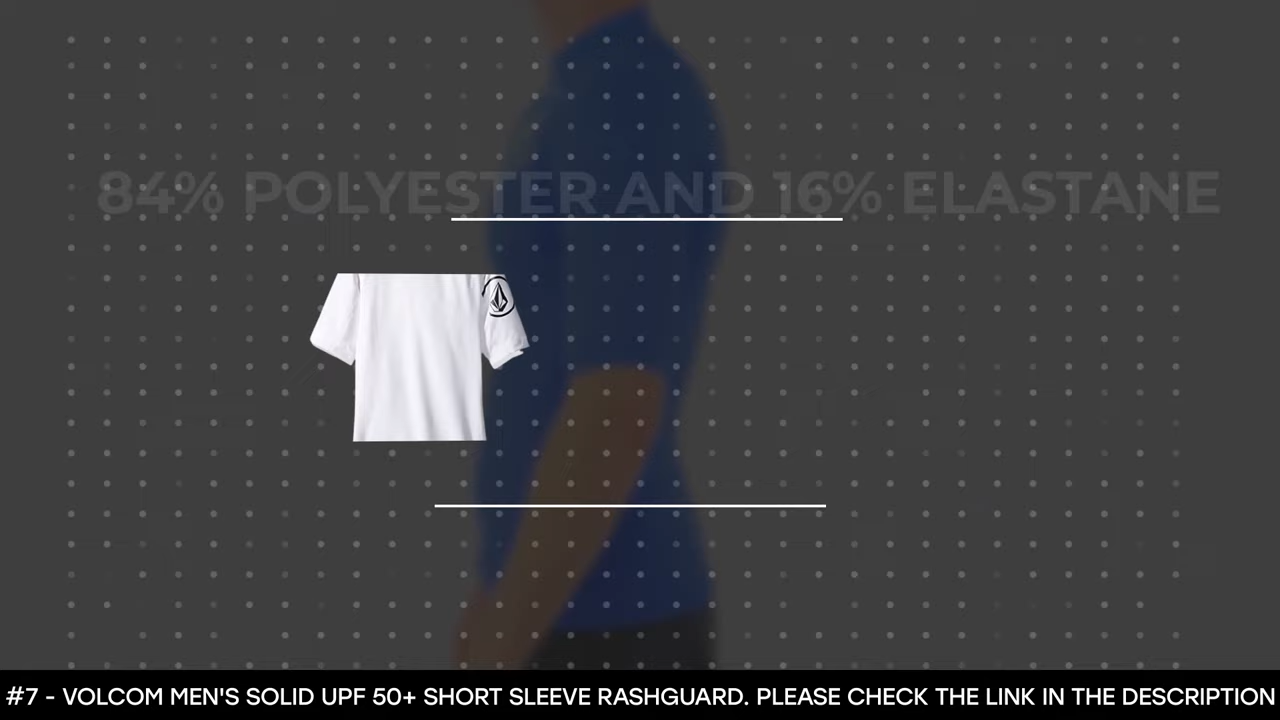 84% POLYESTER AND 16% ELASTANE
#7 - VOLCOM MEN'S SOLID UPF 50+ SHORT SLEEVE RASHGUARD. PLEASE CHECK THE LINK IN THE DESCRIPTION